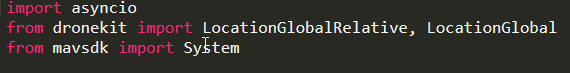 import asyncio
from dronekit import LocationGlobalRelative, LocationGlobal
from mavsdk import System